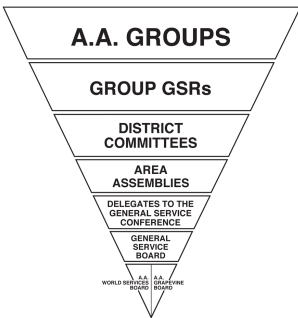 A.A. GROUPS
GROUP GSRs
DISTRICT
COMMITTEES
AREA
ASSEMBLIES
DELEGATES TO THE
GENERAL SERVICE
CONFERENCE
GENERAL
SERVICE
BOARD
A.A.
WORLD SERVICES
BOARD
A.A.
GRAPEVINE
BOARD